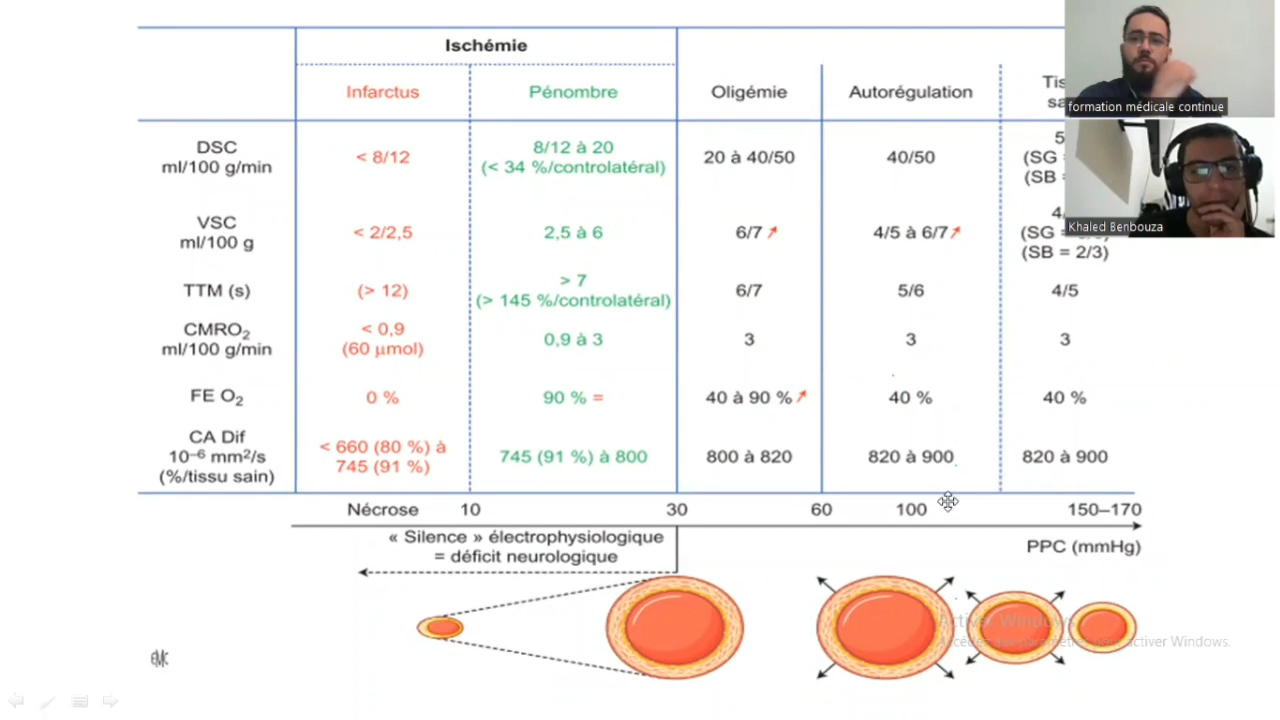 Ischémie
Infarctus Pénombre Oligémie Autorégulation
DSC
ml/100 g/min
< 8/12
8/12 à 20
(< 34 %/controlatéral)
20 à 40/50
40/50
(SG =
(SB =
VSC
ml/100 g
< 2/2,5
2,5 à 6
6/7
4/5 à 6/7
(SG =
(SB = 2/3)
TTM (s)
(> 12)
> 7
(> 145 %/controlatéral)
6/7
5/6
4/5
CMRO2
ml/100 g/min
< 0,9
(60 μmol)
0,9 à 3
3
3
3
FE O2
0 %
90 % =
40 à 90 %
40 %
40 %
CA Dif
10–6 mm2/s
(%/tissu sain)
< 660 (80 %) à
745 (91 %)
745 (91 %) à 800
800 à 820
820 à 900
820 à 900
Nécrose 10 30 60 100 150–170
PPC (mmHg)
« Silence » électrophysiologique
= déficit neurologique
EMC
Activer Windows
formation médicale continue
Khaled Benbouza